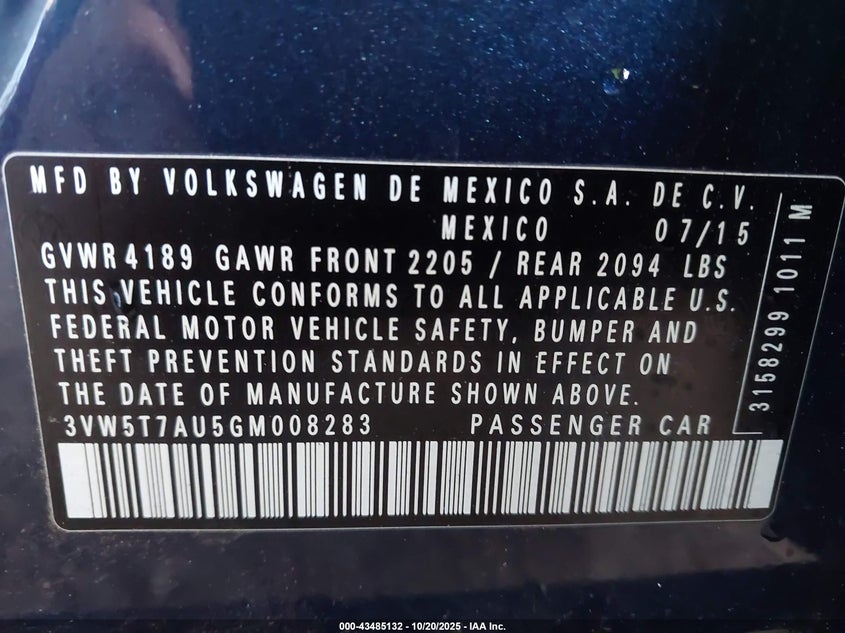 MFD BY VOLKSWAGEN DE MEXICO S.A. DE C.V.
MEXICO 07/15
GVWR 4189 GAWR FRONT 2205 / REAR 2094 LBS
THIS VEHICLE CONFORMS TO ALL APPLICABLE U.S.
FEDERAL MOTOR VEHICLE SAFETY, BUMPER AND
THEFT PREVENTION STANDARDS IN EFFECT ON
THE DATE OF MANUFACTURE SHOWN ABOVE.
3VW5T7AU5GM008283 PASSENGER CAR
3158299 1011 M
000-43485132 - 10/20/2025 - IAA Inc.